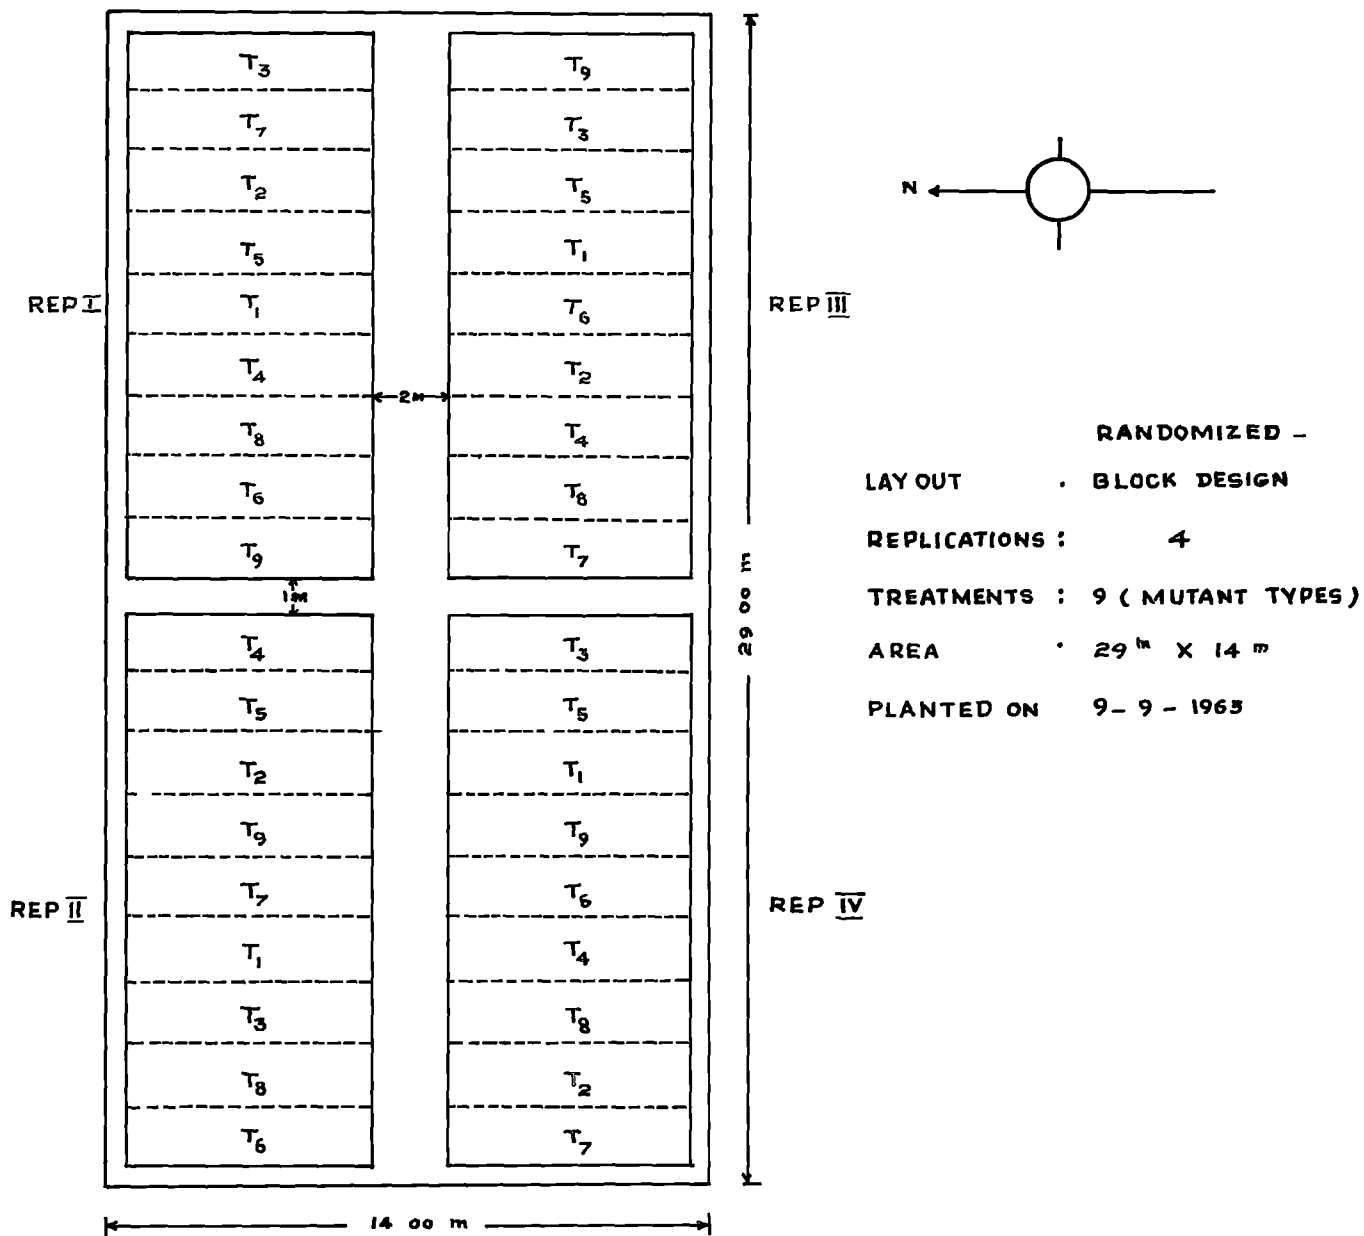 T3
T7
T2
T5
REP I
T1
T4
T8
T6
T9
2m
1m
T9
T3
T5
T1
T6
T2
T4
T8
T7
REP III
T4
T5
T2
T9
REP II
T7
T1
T3
T8
T6
T3
T5
T1
T9
T6
T4
T8
T2
T7
REP IV
29 00 m
14 00 m
N
RANDOMIZED -
LAY OUT . BLOCK DESIGN
REPLICATIONS : 4
TREATMENTS : 9 ( MUTANT TYPES )
AREA · 29 m X 14 m
PLANTED ON 9 - 9 - 1965